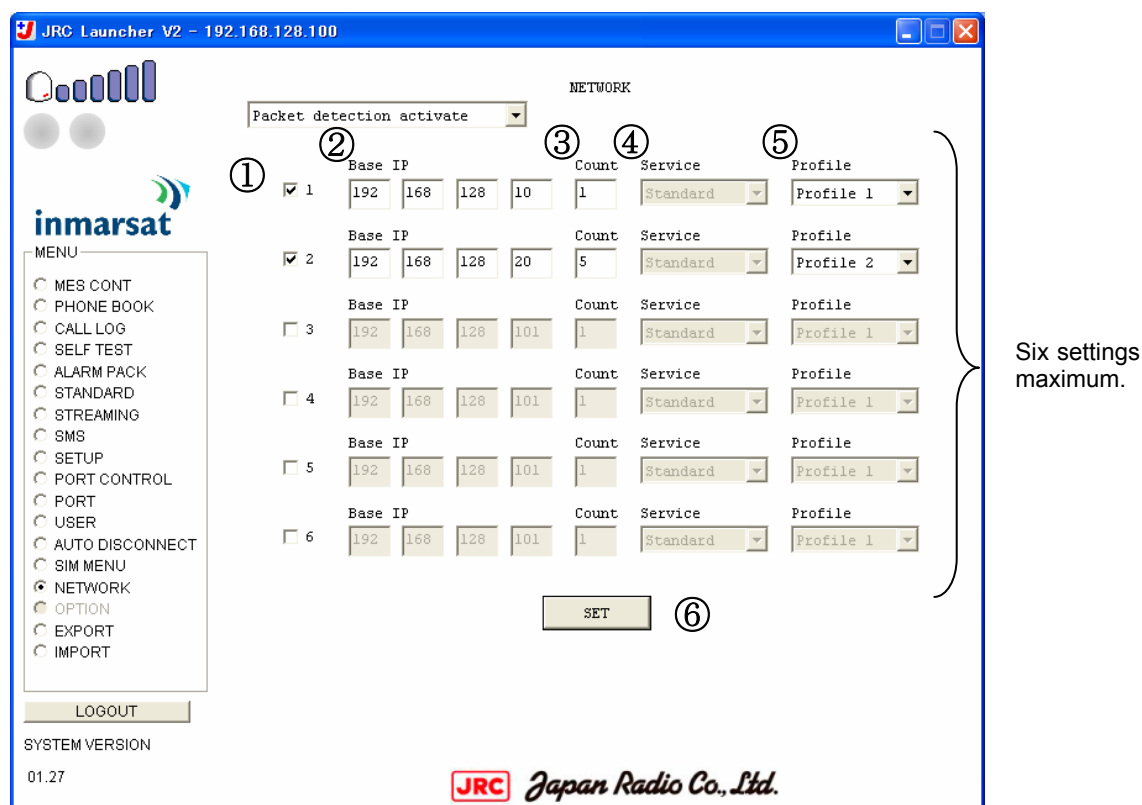 JRC Launcher V2 - 192.168.128.100
NETWORK
Packet detection activate
① ② ③ ④ ⑤
Base IP Count Service Profile
1 192 168 128 10 1 Standard Profile 1
Base IP Count Service Profile
2 192 168 128 20 5 Standard Profile 2
Base IP Count Service Profile
3 192 168 128 101 1 Standard Profile 1
Base IP Count Service Profile
4 192 168 128 101 1 Standard Profile 1
Base IP Count Service Profile
5 192 168 128 101 1 Standard Profile 1
Base IP Count Service Profile
6 192 168 128 101 1 Standard Profile 1
SET ⑥
Six settings
maximum.
inmarsat
MENU
MES CONT
PHONE BOOK
CALL LOG
SELF TEST
ALARM PACK
STANDARD
STREAMING
SMS
SETUP
PORT CONTROL
PORT
USER
AUTO DISCONNECT
SIM MENU
NETWORK
OPTION
EXPORT
IMPORT
LOGOUT
SYSTEM VERSION
01.27
JRC Japan Radio Co., Ltd.